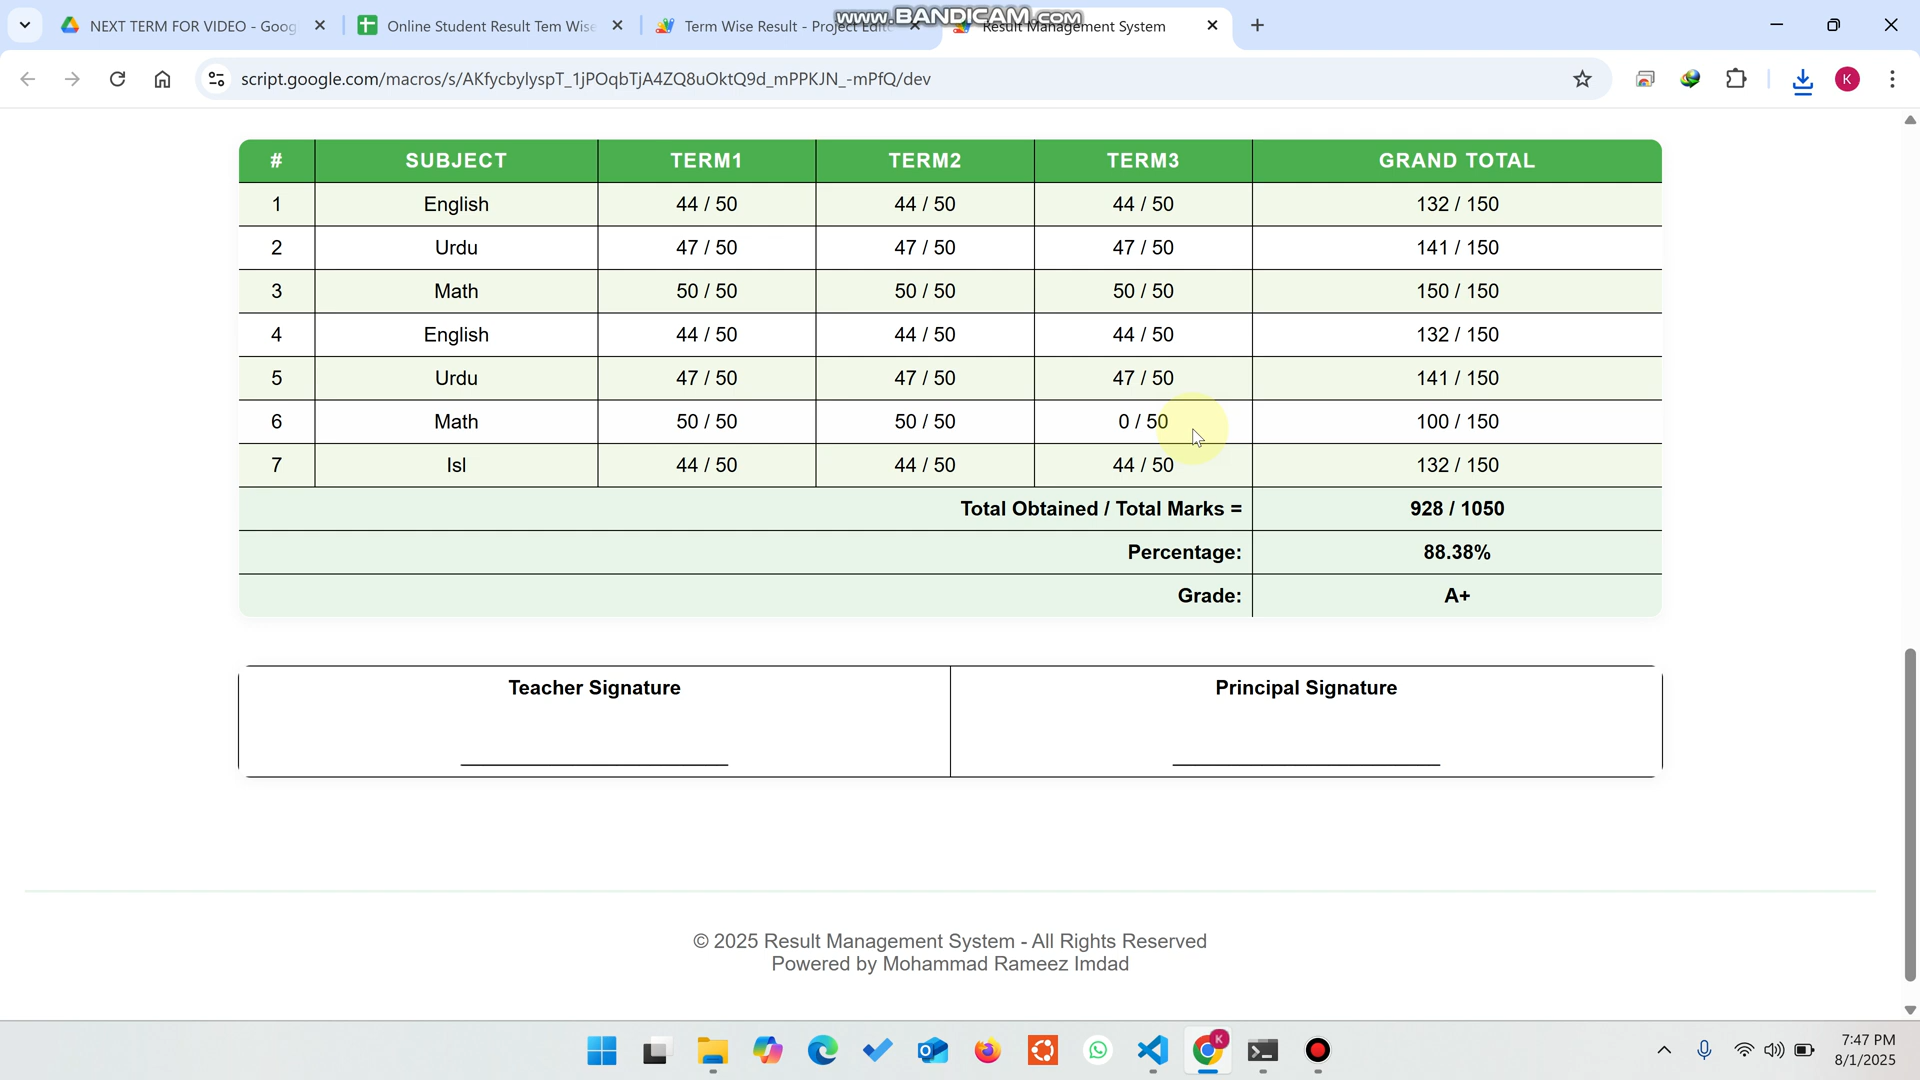 www.BANDICAM.com
NEXT TERM FOR VIDEO - Goog
Online Student Result Tem Wise
Term Wise Result - Project Edito
Result Management System
script.google.com/macros/s/AKfycbylyspT_1jPOqbTjA4ZQ8uOktQ9d_mPPKJN_-mPfQ/dev
K
# SUBJECT TERM1 TERM2 TERM3 GRAND TOTAL
1 English 44 / 50 44 / 50 44 / 50 132 / 150
2 Urdu 47 / 50 47 / 50 47 / 50 141 / 150
3 Math 50 / 50 50 / 50 50 / 50 150 / 150
4 English 44 / 50 44 / 50 44 / 50 132 / 150
5 Urdu 47 / 50 47 / 50 47 / 50 141 / 150
6 Math 50 / 50 50 / 50 0 / 50 100 / 150
7 Isl 44 / 50 44 / 50 44 / 50 132 / 150
Total Obtained / Total Marks = 928 / 1050
Percentage: 88.38%
Grade: A+
Teacher Signature Principal Signature
© 2025 Result Management System - All Rights Reserved
Powered by Mohammad Rameez Imdad
K
7:47 PM
8/1/2025